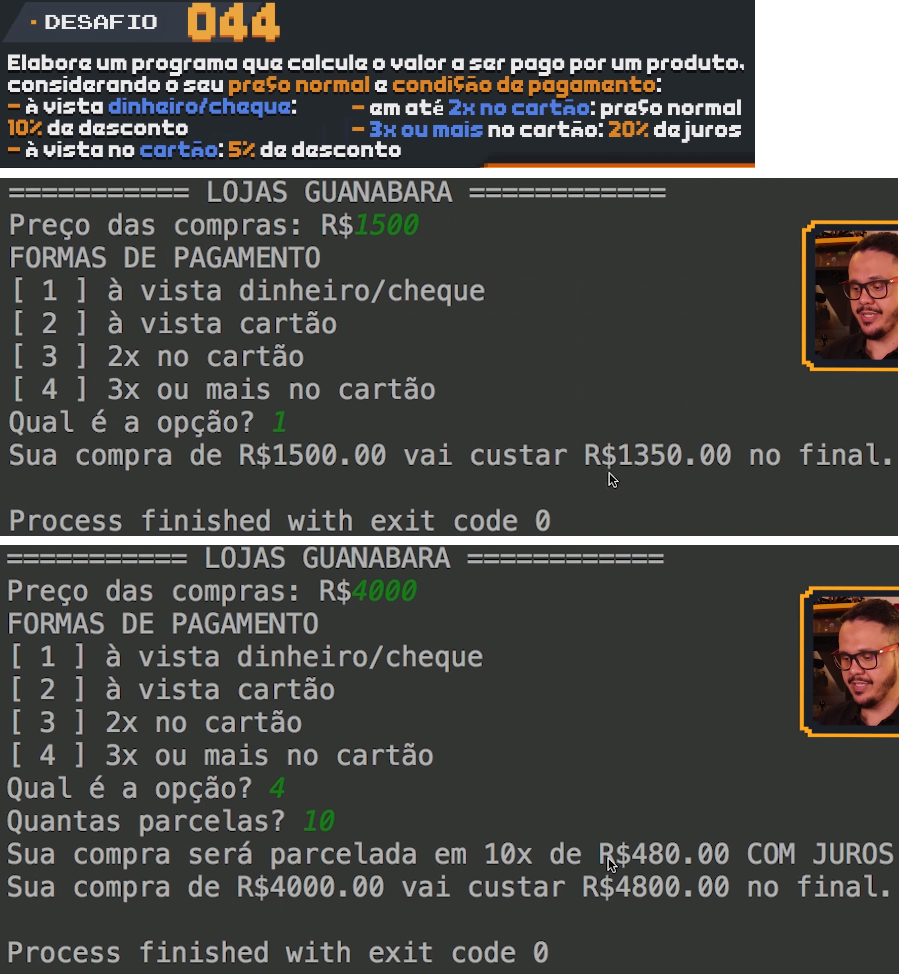 • DESAFIO 044
Elabore um programa que calcule o valor a ser pago por um produto,
considerando o seu preço normal e condição de pagamento:
– à vista dinheiro/cheque:
10% de desconto
– à vista no cartão: 5% de desconto
– em até 2x no cartão: preço normal
– 3x ou mais no cartão: 20% de juros
=========== LOJAS GUANABARA ============
Preço das compras: R$1500
FORMAS DE PAGAMENTO
[ 1 ] à vista dinheiro/cheque
[ 2 ] à vista cartão
[ 3 ] 2x no cartão
[ 4 ] 3x ou mais no cartão
Qual é a opção? 1
Sua compra de R$1500.00 vai custar R$1350.00 no final.
Process finished with exit code 0
=========== LOJAS GUANABARA ============
Preço das compras: R$4000
FORMAS DE PAGAMENTO
[ 1 ] à vista dinheiro/cheque
[ 2 ] à vista cartão
[ 3 ] 2x no cartão
[ 4 ] 3x ou mais no cartão
Qual é a opção? 4
Quantas parcelas? 10
Sua compra será parcelada em 10x de R$480.00 COM JUROS
Sua compra de R$4000.00 vai custar R$4800.00 no final.
Process finished with exit code 0